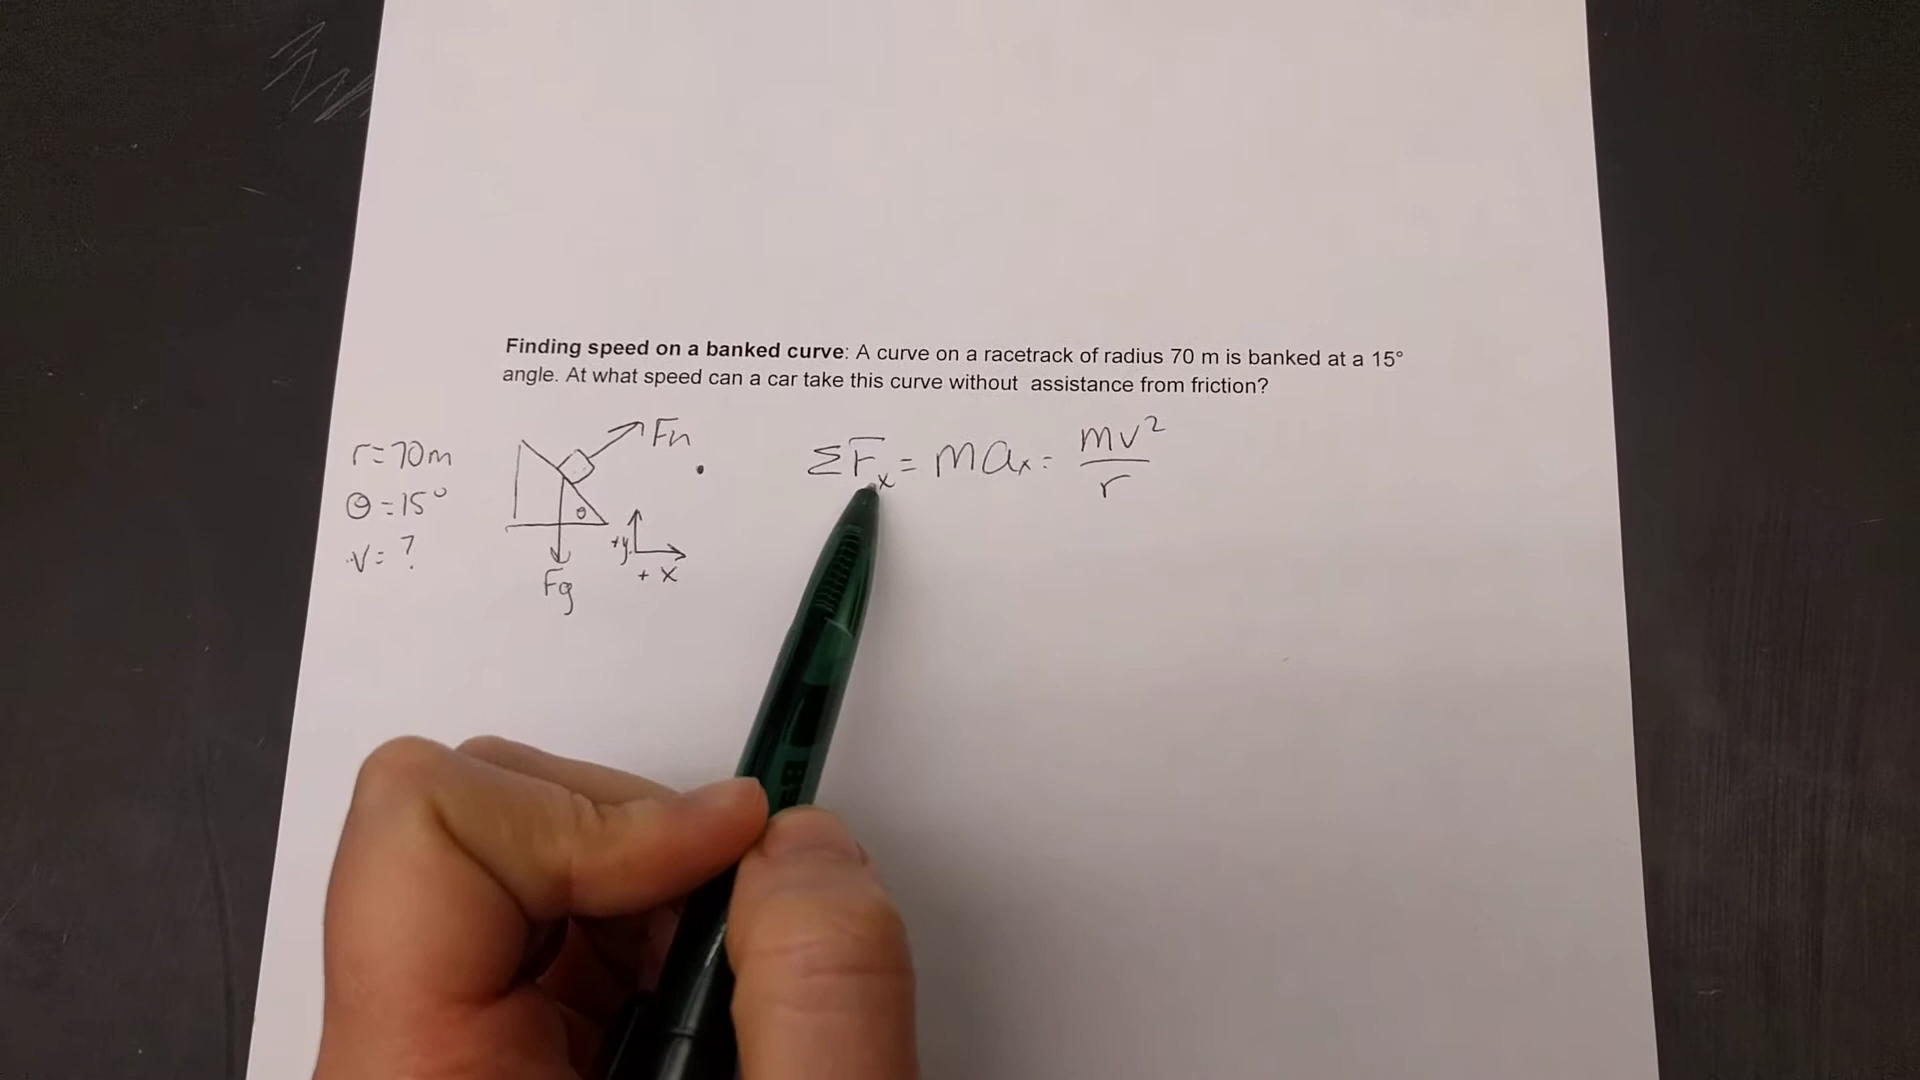 Finding speed on a banked curve: A curve on a racetrack of radius 70 m is banked at a 15°
angle. At what speed can a car take this curve without assistance from friction?
r=70m
θ=15°
v=?
Fn
θ
Fg
+y
+x
ΣFₓ = maₓ = mv²/r